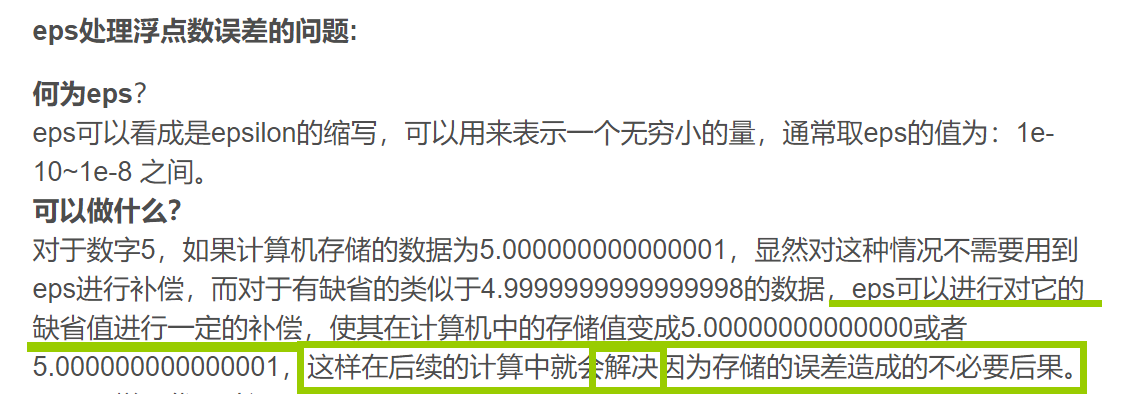 eps处理浮点数误差的问题:
何为eps?
eps可以看成是epsilon的缩写，可以用来表示一个无穷小的量，通常取eps的值为：1e-
10~1e-8 之间。
可以做什么？
对于数字5，如果计算机存储的数据为5.000000000000001，显然对这种情况不需要用到
eps进行补偿，而对于有缺省的类似于4.9999999999999998的数据，eps可以进行对它的
缺省值进行一定的补偿，使其在计算机中的存储值变成5.00000000000000或者
5.000000000000001，这样在后续的计算中就会解决因为存储的误差造成的不必要后果。